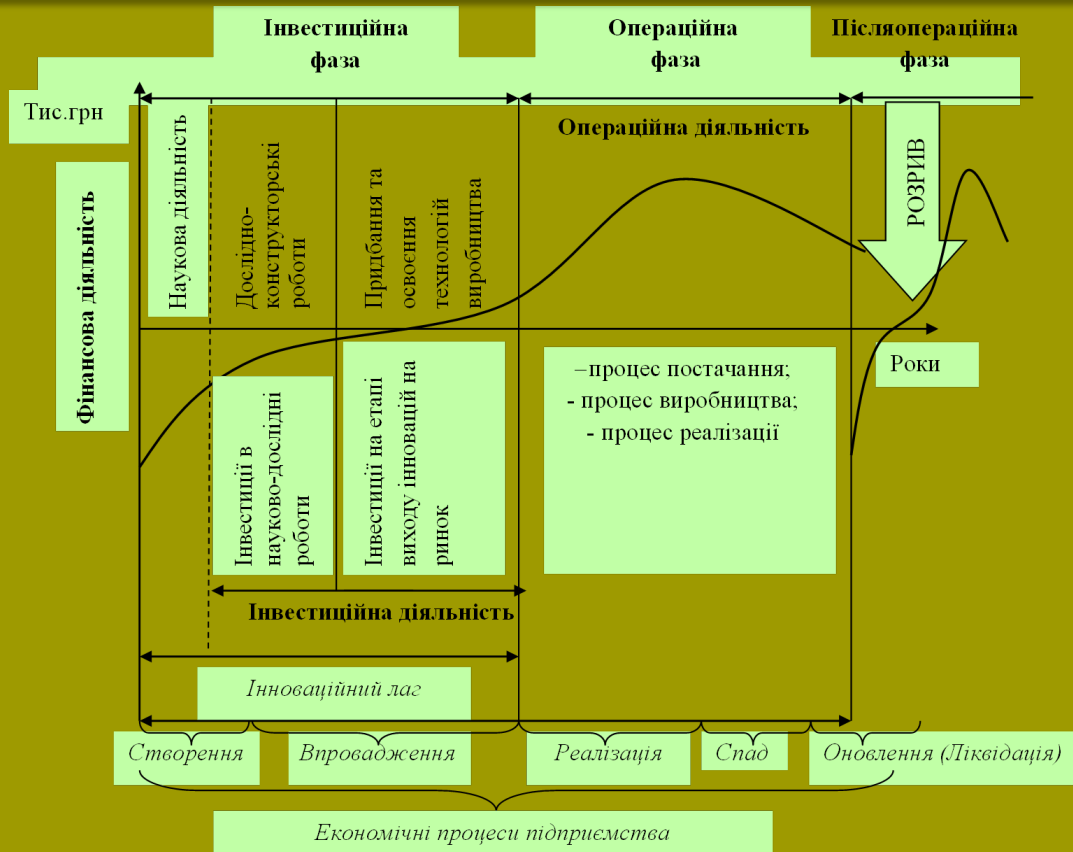 Інвестиційна
фаза
Операційна
фаза
Післяопераційна
фаза
Тис.грн
Фінансова діяльність
Наукова діяльність
Дослідно-
конструкторські
роботи
Придбання та
освоєння
технологій
виробництва
Операційна діяльність
РОЗРИВ
Роки
Інвестиції в
науково-дослідні
роботи
Інвестиції на етапі
виходу інновацій на
ринок
–процес постачання;
- процес виробництва;
- процес реалізації
Інвестиційна діяльність
Інноваційний лаг
Створення
Впровадження
Реалізація
Спад
Оновлення (Ліквідація)
Економічні процеси підприємства